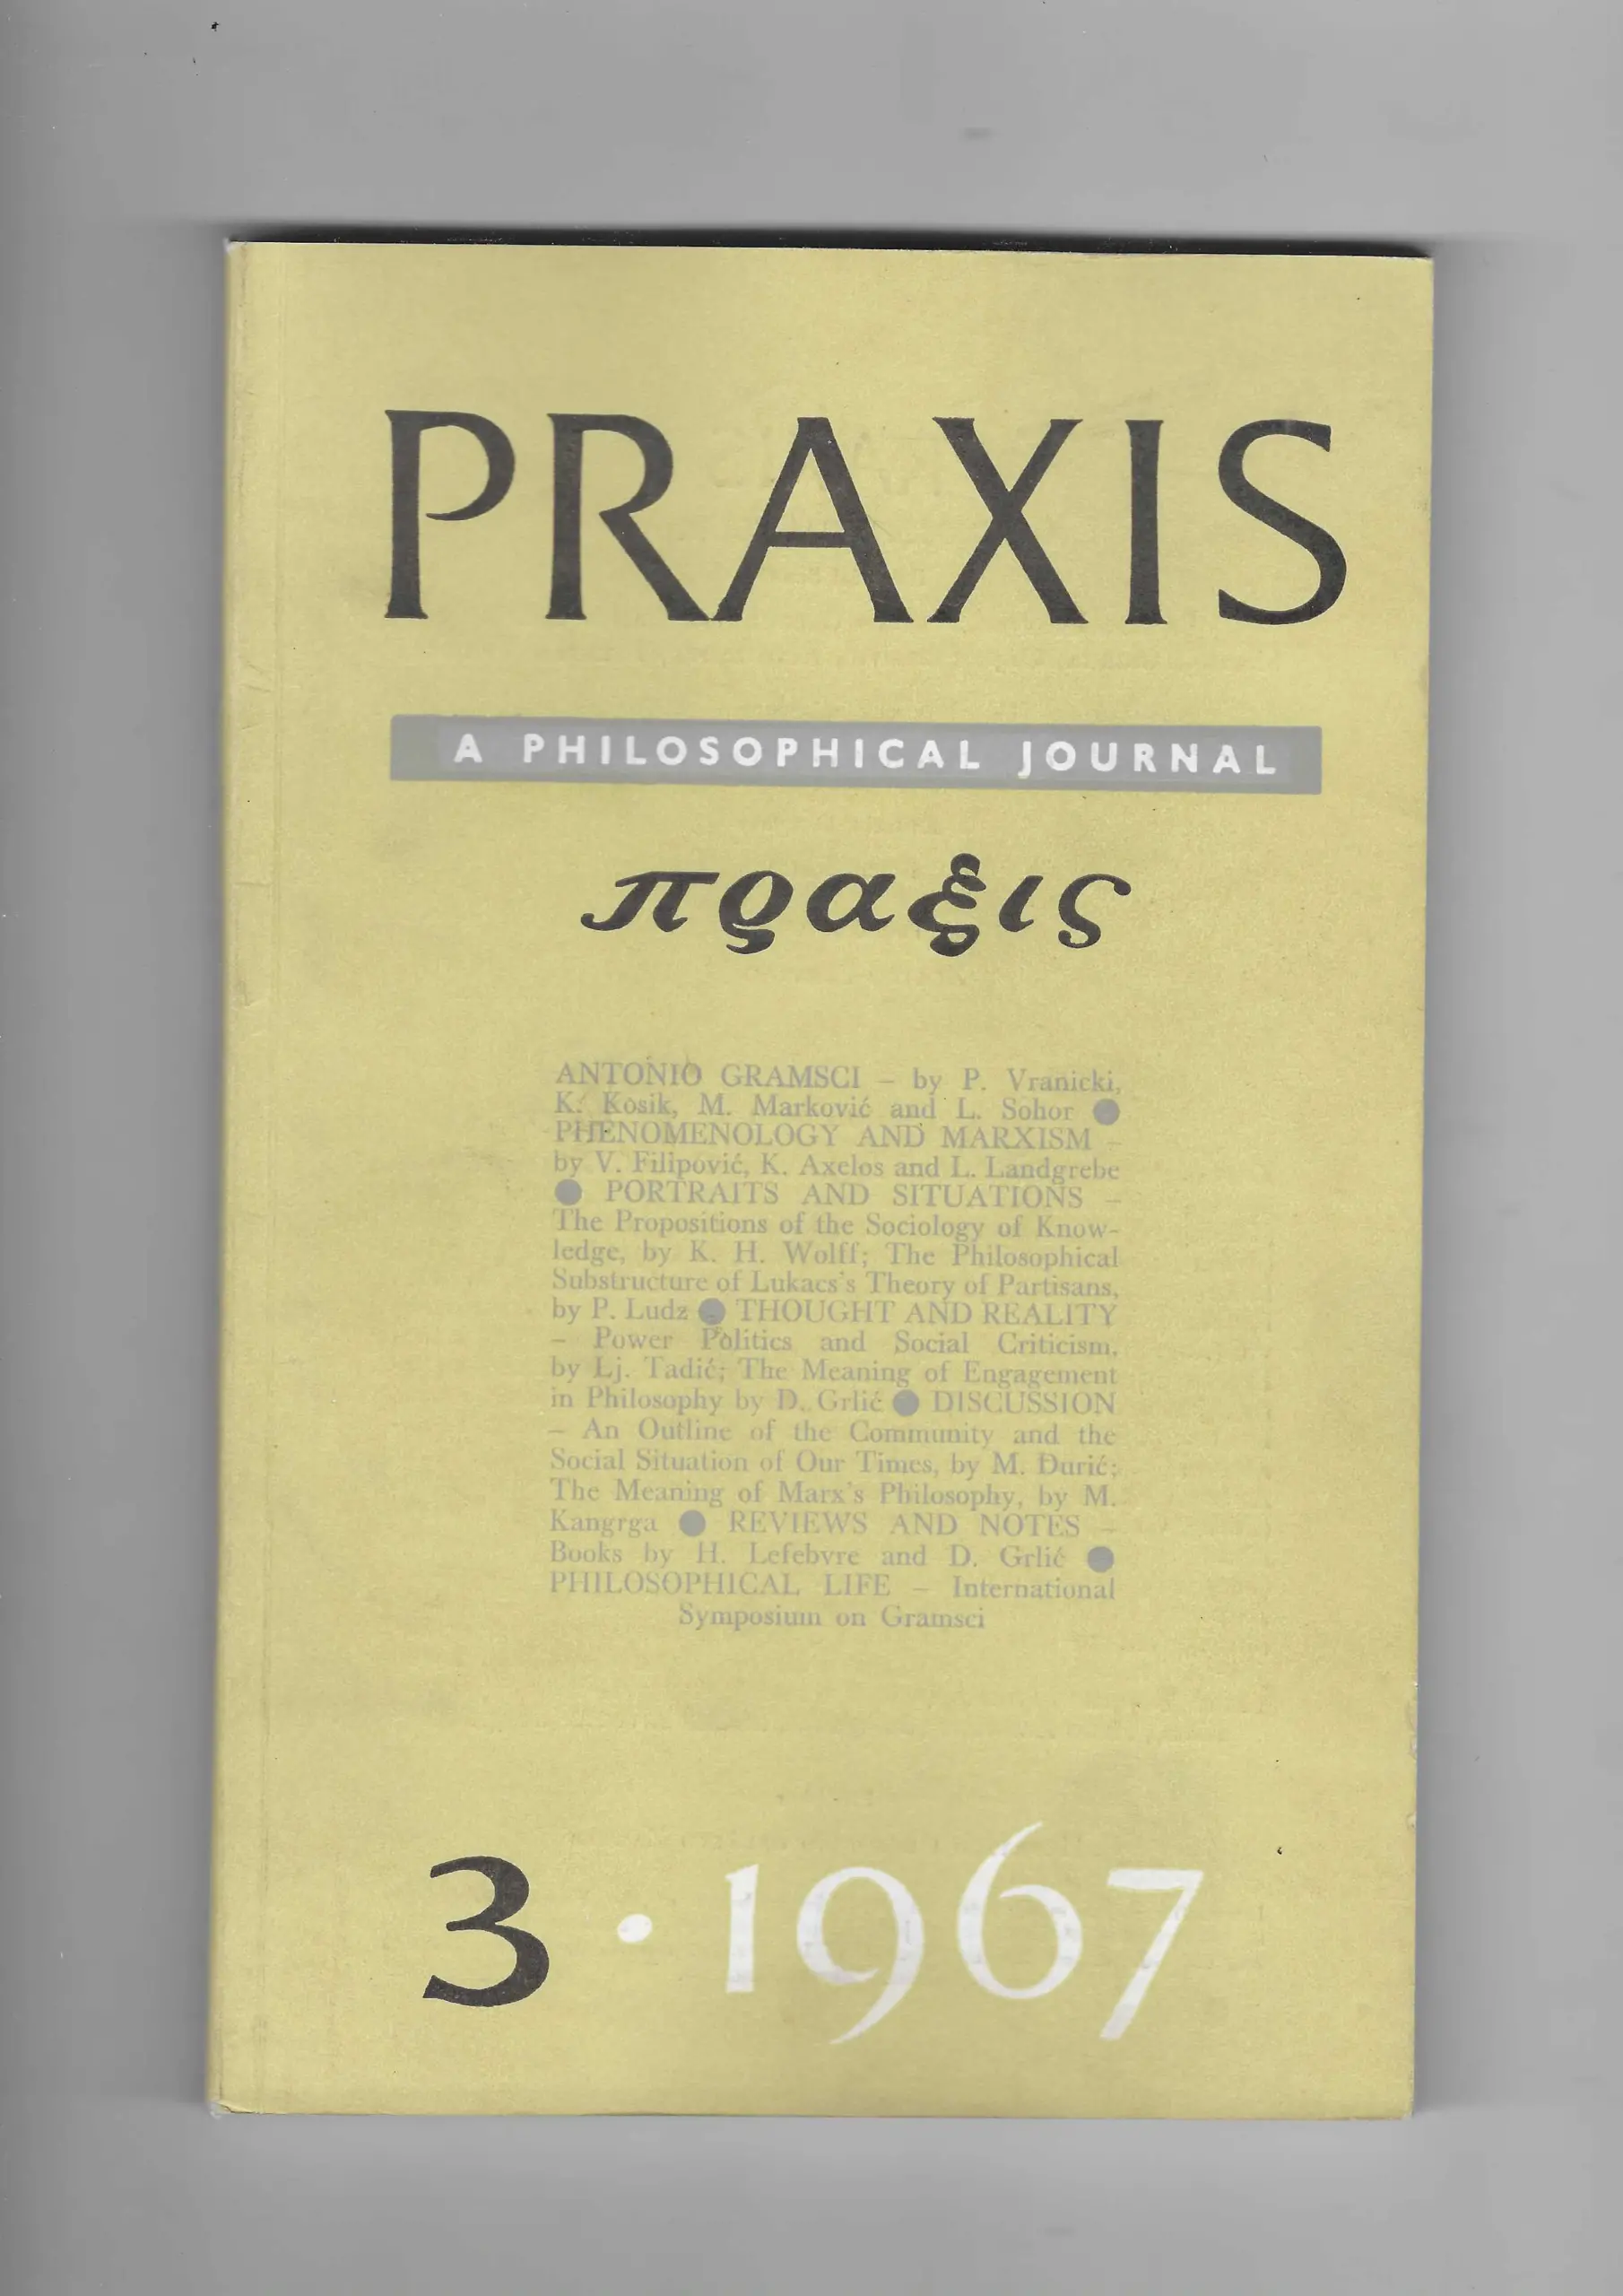 PRAXIS
A PHILOSOPHICAL JOURNAL
πραξις
ANTONIO GRAMSCI – by P. Vranicki,
K. Kosik, M. Marković and L. Sohor ●
PHENOMENOLOGY AND MARXISM –
by V. Filipović, K. Axelos and L. Landgrebe
● PORTRAITS AND SITUATIONS –
The Propositions of the Sociology of Know-
ledge, by K. H. Wolff; The Philosophical
Substructure of Lukacs's Theory of Partisans,
by P. Ludz ● THOUGHT AND REALITY
– Power Politics and Social Criticism,
by Lj. Tadić; The Meaning of Engagement
in Philosophy by D. Grlić ● DISCUSSION
– An Outline of the Community and the
Social Situation of Our Times, by M. Đurić;
The Meaning of Marx's Philosophy, by M.
Kangrga ● REVIEWS AND NOTES –
Books by H. Lefebvre and D. Grlić ●
PHILOSOPHICAL LIFE – International
Symposium on Gramsci
3 · 1967